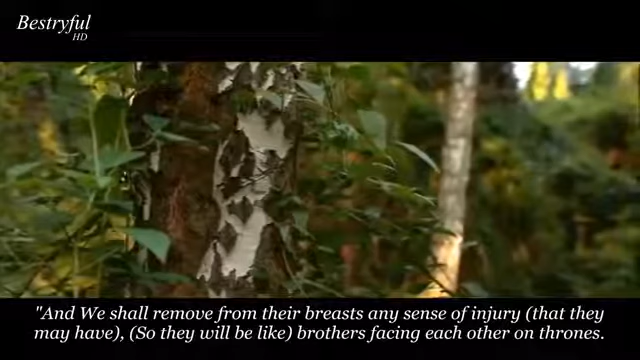 Bestryful
HD
"And We shall remove from their breasts any sense of injury (that they
may have), (So they will be like) brothers facing each other on thrones.